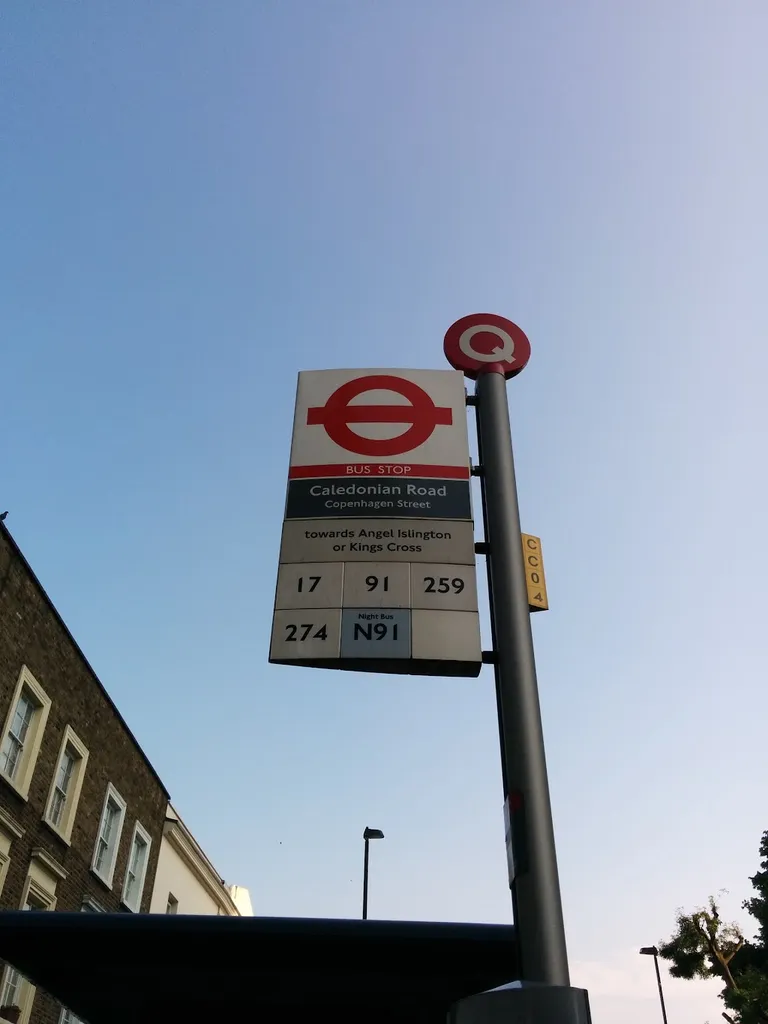 Q
BUS STOP
Caledonian Road
Copenhagen Street
towards Angel Islington
or Kings Cross
17 91 259
274 Night Bus N91
CC04